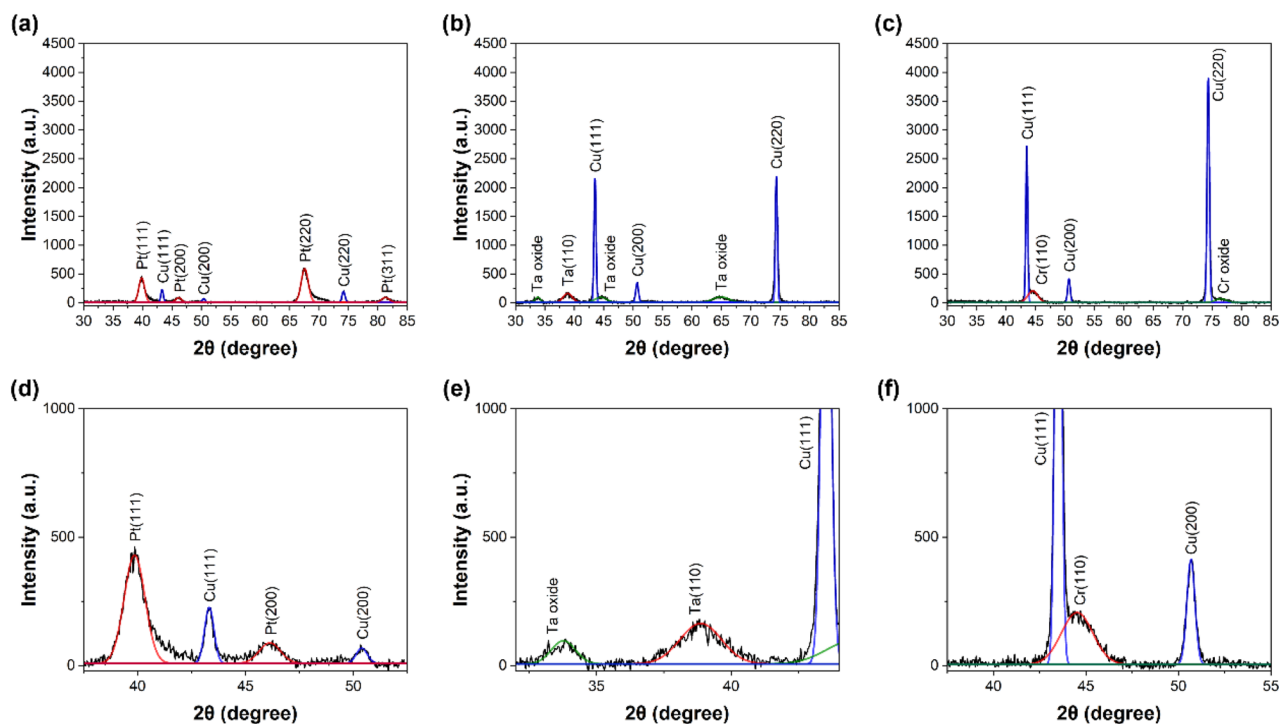 (a)
4500
4000
3500
3000
2500
2000
1500
1000
500
0
Intensity (a.u.)
Pt(111)
Cu(111)
Pt(200)
Cu(200)
Pt(220)
Cu(220)
Pt(311)
30 35 40 45 50 55 60 65 70 75 80 85
2θ (degree)
(b)
4500
4000
3500
3000
2500
2000
1500
1000
500
0
Intensity (a.u.)
Ta oxide
Ta(110)
Cu(111)
Ta oxide
Cu(200)
Ta oxide
Cu(220)
30 35 40 45 50 55 60 65 70 75 80 85
2θ (degree)
(c)
4500
4000
3500
3000
2500
2000
1500
1000
500
0
Intensity (a.u.)
Cu(111)
Cr(110)
Cu(200)
Cu(220)
Cr oxide
30 35 40 45 50 55 60 65 70 75 80 85
2θ (degree)
(d)
1000
500
0
Intensity (a.u.)
Pt(111)
Cu(111)
Pt(200)
Cu(200)
40 45 50
2θ (degree)
(e)
1000
500
0
Intensity (a.u.)
Ta oxide
Ta(110)
Cu(111)
35 40
2θ (degree)
(f)
1000
500
0
Intensity (a.u.)
Cu(111)
Cr(110)
Cu(200)
40 45 50 55
2θ (degree)